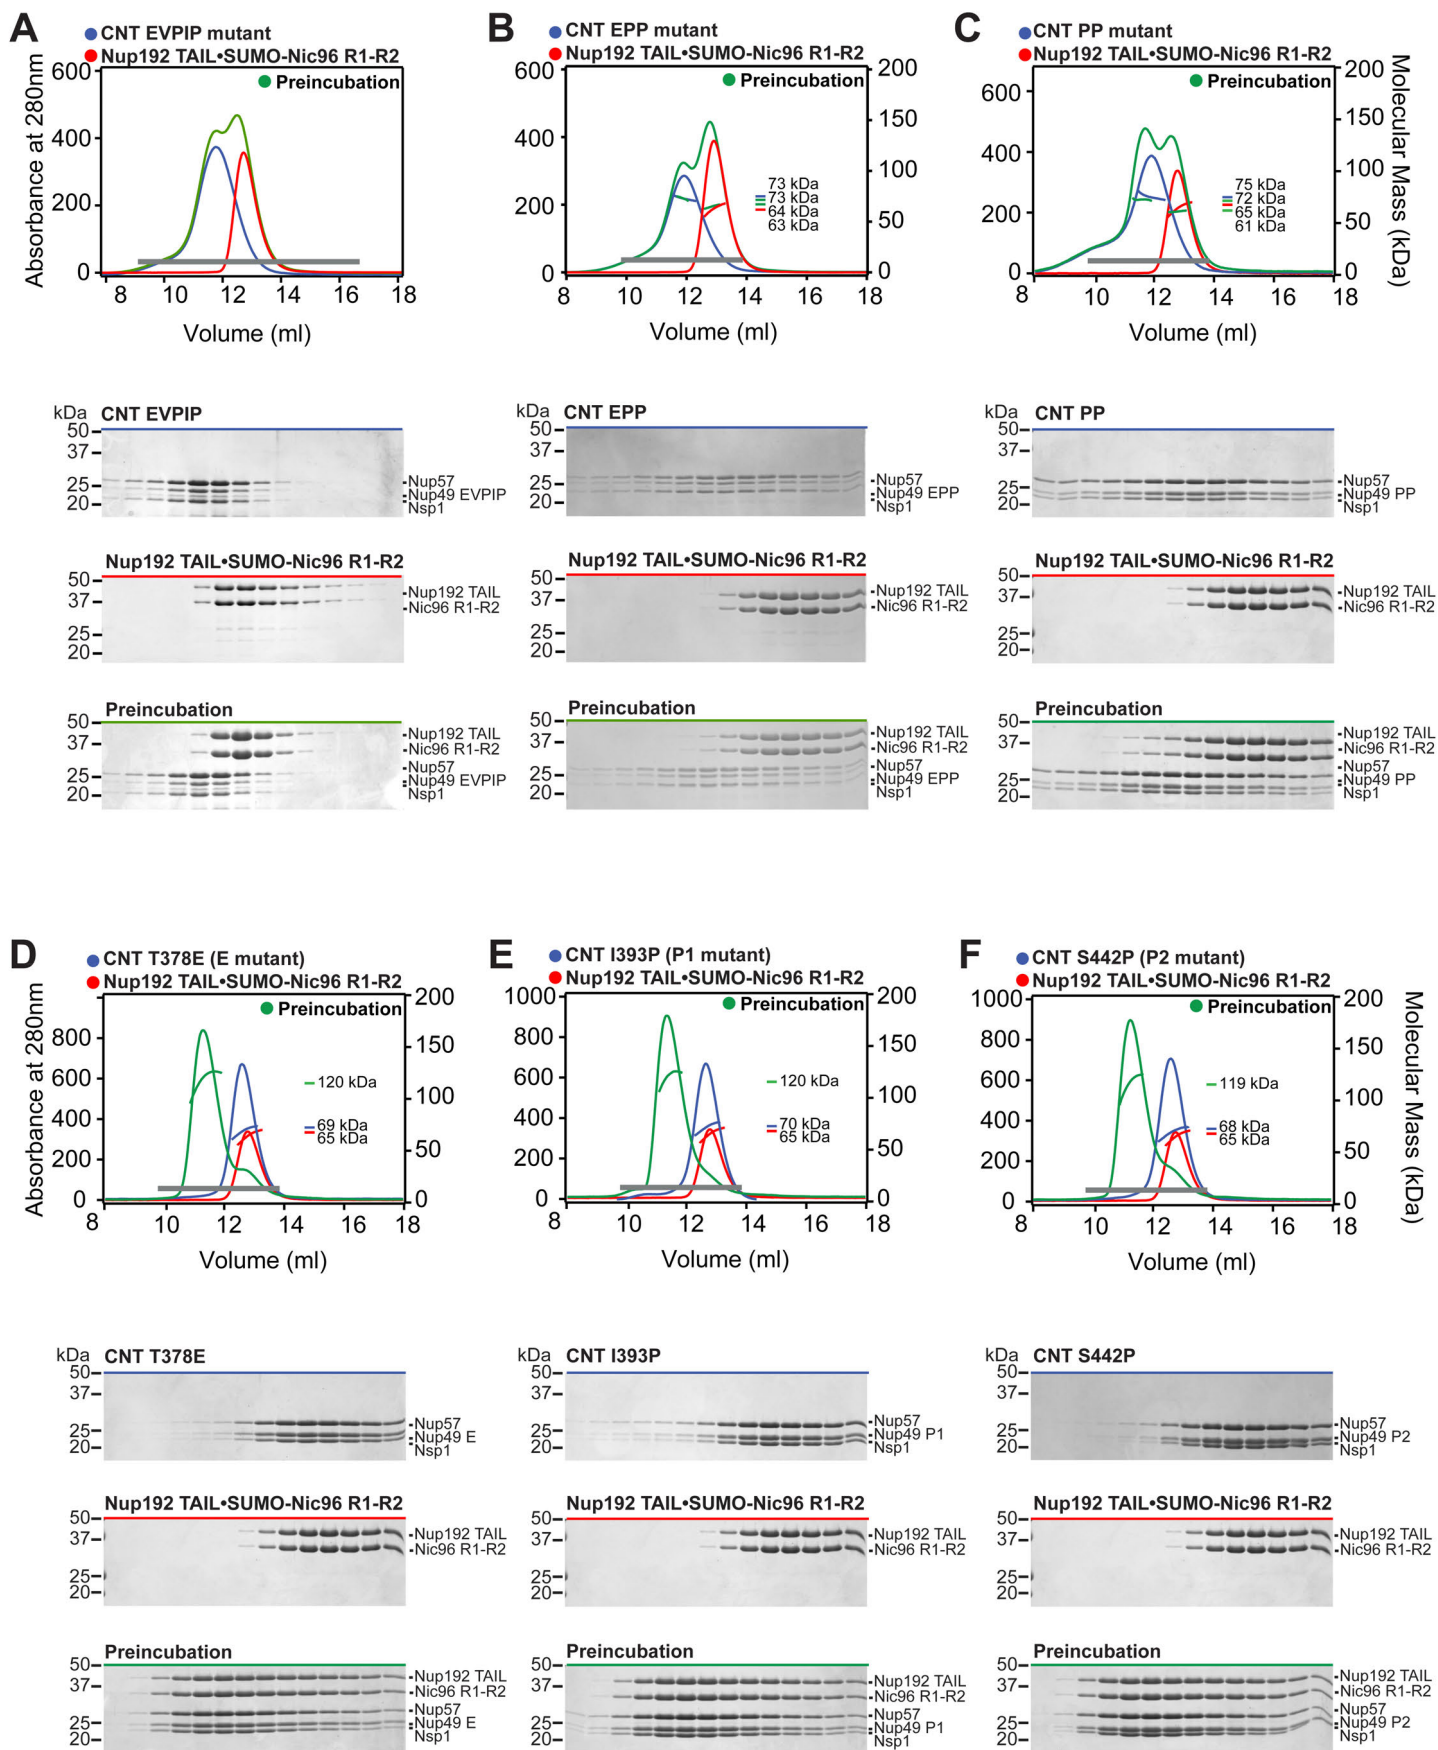 A
CNT EVPIP mutant
Nup192 TAIL•SUMO-Nic96 R1-R2
Preincubation
Absorbance at 280nm
600
400
200
0
8 10 12 14 16 18
Volume (ml)
B
CNT EPP mutant
Nup192 TAIL•SUMO-Nic96 R1-R2
Preincubation
600
400
200
0
200
150
100
50
0
73 kDa
73 kDa
64 kDa
63 kDa
8 10 12 14 16 18
Volume (ml)
C
CNT PP mutant
Nup192 TAIL•SUMO-Nic96 R1-R2
Preincubation
600
400
200
0
200
150
100
50
0
Molecular Mass (kDa)
75 kDa
72 kDa
65 kDa
61 kDa
8 10 12 14 16 18
Volume (ml)
kDa CNT EVPIP
50
37
25
20
Nup57
Nup49 EVPIP
Nsp1
Nup192 TAIL•SUMO-Nic96 R1-R2
50
37
25
20
Nup192 TAIL
Nic96 R1-R2
Preincubation
50
37
25
20
Nup192 TAIL
Nic96 R1-R2
Nup57
Nup49 EVPIP
Nsp1
kDa CNT EPP
50
37
25
20
Nup57
Nup49 EPP
Nsp1
Nup192 TAIL•SUMO-Nic96 R1-R2
50
37
25
20
Nup192 TAIL
Nic96 R1-R2
Preincubation
50
37
25
20
Nup192 TAIL
Nic96 R1-R2
Nup57
Nup49 EPP
Nsp1
kDa CNT PP
50
37
25
20
Nup57
Nup49 PP
Nsp1
Nup192 TAIL•SUMO-Nic96 R1-R2
50
37
25
20
Nup192 TAIL
Nic96 R1-R2
Preincubation
50
37
25
20
Nup192 TAIL
Nic96 R1-R2
Nup57
Nup49 PP
Nsp1
D
CNT T378E (E mutant)
Nup192 TAIL•SUMO-Nic96 R1-R2
Preincubation
Absorbance at 280nm
800
600
400
200
0
200
150
100
50
0
120 kDa
69 kDa
65 kDa
8 10 12 14 16 18
Volume (ml)
E
CNT I393P (P1 mutant)
Nup192 TAIL•SUMO-Nic96 R1-R2
Preincubation
1000
800
600
400
200
0
200
150
100
50
0
120 kDa
70 kDa
65 kDa
8 10 12 14 16 18
Volume (ml)
F
CNT S442P (P2 mutant)
Nup192 TAIL•SUMO-Nic96 R1-R2
Preincubation
1000
800
600
400
200
0
200
150
100
50
0
Molecular Mass (kDa)
119 kDa
68 kDa
65 kDa
8 10 12 14 16 18
Volume (ml)
kDa CNT T378E
50
37
25
20
Nup57
Nup49 E
Nsp1
Nup192 TAIL•SUMO-Nic96 R1-R2
50
37
25
20
Nup192 TAIL
Nic96 R1-R2
Preincubation
50
37
25
20
Nup192 TAIL
Nic96 R1-R2
Nup57
Nup49 E
Nsp1
kDa CNT I393P
50
37
25
20
Nup57
Nup49 P1
Nsp1
Nup192 TAIL•SUMO-Nic96 R1-R2
50
37
25
20
Nup192 TAIL
Nic96 R1-R2
Preincubation
50
37
25
20
Nup192 TAIL
Nic96 R1-R2
Nup57
Nup49 P1
Nsp1
kDa CNT S442P
50
37
25
20
Nup57
Nup49 P2
Nsp1
Nup192 TAIL•SUMO-Nic96 R1-R2
50
37
25
20
Nup192 TAIL
Nic96 R1-R2
Preincubation
50
37
25
20
Nup192 TAIL
Nic96 R1-R2
Nup57
Nup49 P2
Nsp1